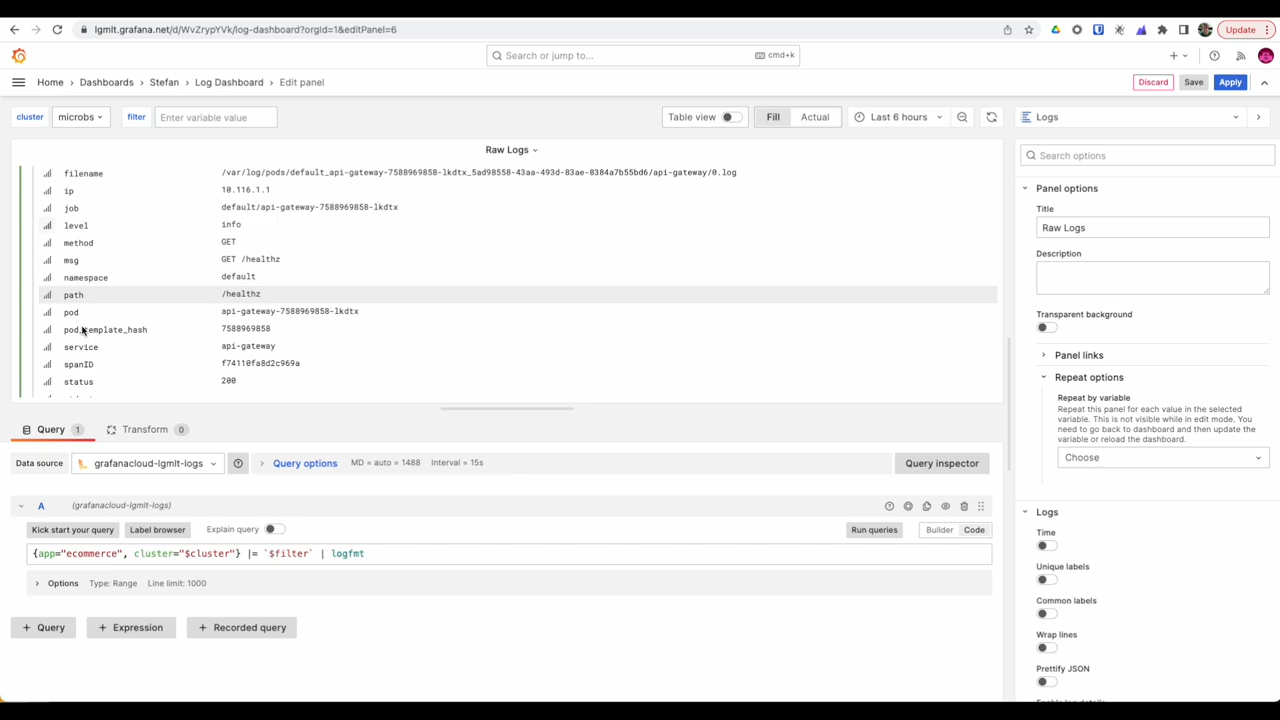 lgmlt.grafana.net/d/WvZrypYVk/log-dashboard?orgId=1&editPanel=6
Update
Search or jump to...
cmd+k
Home > Dashboards > Stefan > Log Dashboard > Edit panel
Discard
Save
Apply
cluster
microbs
filter
Enter variable value
Table view
Fill
Actual
Last 6 hours
Logs
Raw Logs
filename /var/log/pods/default_api-gateway-7588969858-lkdtx_5ad98558-43aa-493d-83ae-8384a7b55bd6/api-gateway/0.log
ip 10.116.1.1
job default/api-gateway-7588969858-lkdtx
level info
method GET
msg GET /healthz
namespace default
path /healthz
pod api-gateway-7588969858-lkdtx
pod_template_hash 7588969858
service api-gateway
spanID f74110fa8d2c969a
status 200
Query 1
Transform 0
Data source
grafanacloud-lgmlt-logs
Query options
MD = auto = 1488
Interval = 15s
Query inspector
A
(grafanacloud-lgmlt-logs)
Kick start your query
Label browser
Explain query
Run queries
Builder
Code
{app="ecommerce", cluster="$cluster"} |= `$filter` | logfmt
Options
Type: Range
Line limit: 1000
+ Query
+ Expression
+ Recorded query
Search options
Panel options
Title
Raw Logs
Description
Transparent background
Panel links
Repeat options
Repeat by variable
Repeat this panel for each value in the selected
variable. This is not visible while in edit mode. You
need to go back to dashboard and then update the
variable or reload the dashboard.
Choose
Logs
Time
Unique labels
Common labels
Wrap lines
Prettify JSON